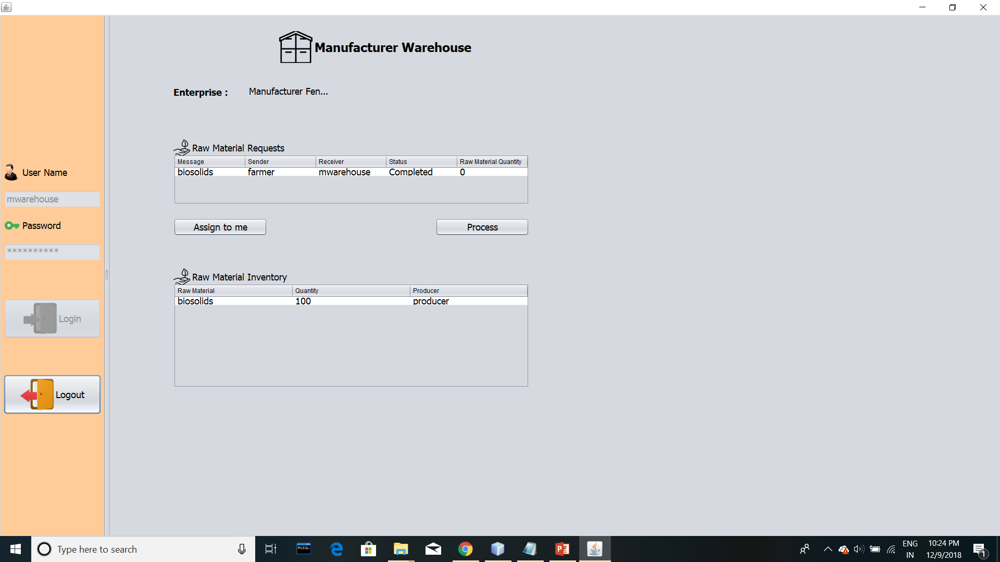 Manufacturer Warehouse
Enterprise :
Manufacturer Fen...
Raw Material Requests
Message Sender Receiver Status Raw Material Quantity
biosolids farmer mwarehouse Completed 0
User Name
mwarehouse
Assign to me Process
Password
**********
Raw Material Inventory
Raw Material Quantity Producer
biosolids 100 producer
Login
Logout
Type here to search
MySQL
ENG
IN
10:24 PM
12/9/2018
1